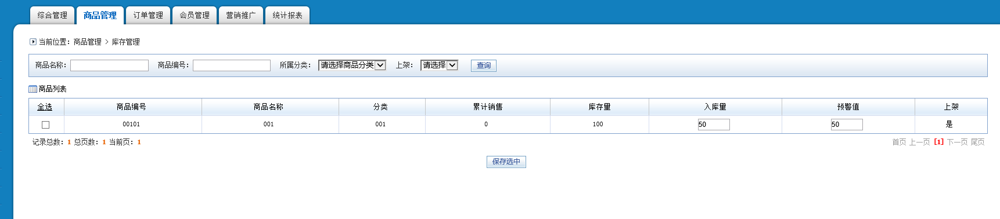 综合管理 商品管理 订单管理 会员管理 营销推广 统计报表
当前位置：商品管理 > 库存管理
商品名称： 商品编号： 所属分类： 请选择商品分类 上架： 请选择 查询
商品列表
全选 商品编号 商品名称 分类 累计销售 库存量 入库量 预警值 上架
00101 001 001 0 100 50 50 是
记录总数：1 总页数：1 当前页：1 首页 上一页 [1] 下一页 尾页
保存选中